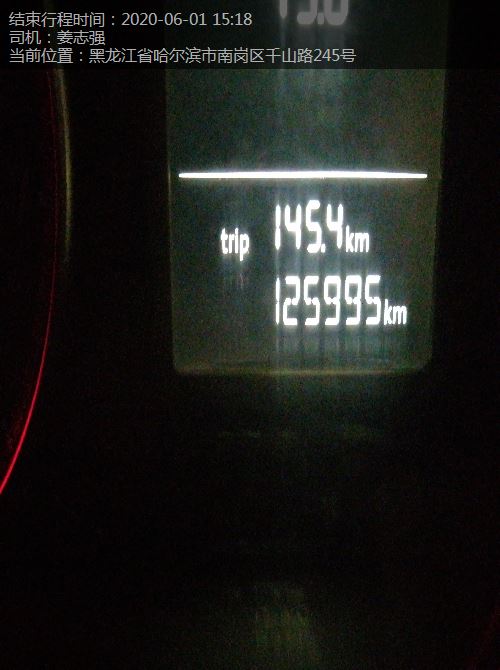 结束行程时间：2020-06-01 15:18
司机：姜志强
当前位置：黑龙江省哈尔滨市南岗区千山路245号
trip 145.4km
125995km